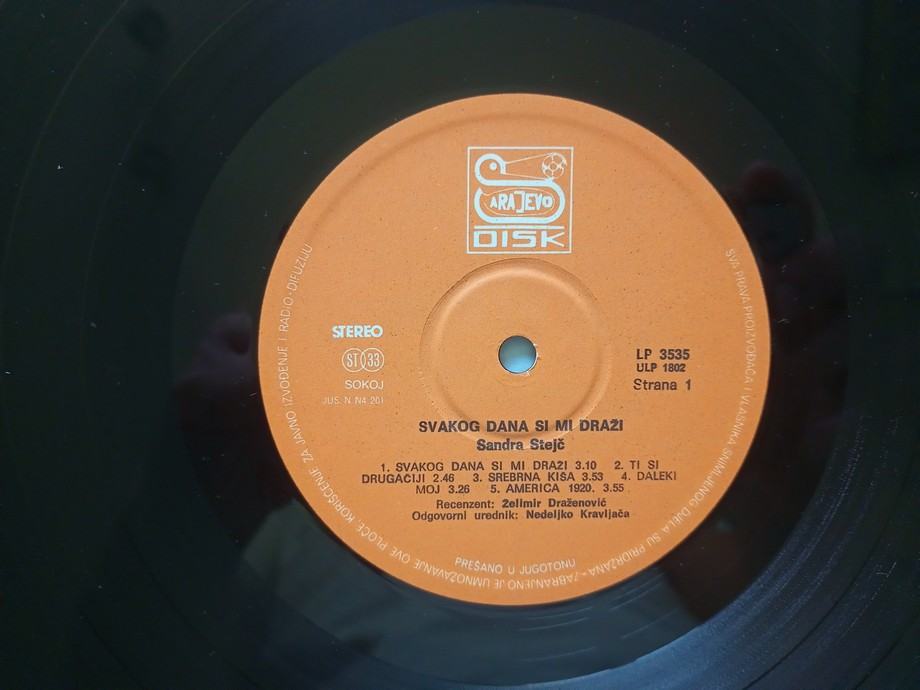 SARAJEVO
DISK
STEREO
ST 33
SOKOJ
JUS. N. N4 201
LP 3535
ULP 1802
Strana 1
SVAKOG DANA SI MI DRAŽI
Sandra Stejč
1. SVAKOG DANA SI MI DRAZI 3.10 2. TI SI
DRUGACIJI 2.46 3. SREBRNA KIŠA 3.53 4. DALEKI
MOJ 3.26 5. AMERICA 1920. 3.55
Recenzent: Želimir Draženović
Odgovorni urednik: Nedeljko Kravljača
PREŠANO U JUGOTONU
SVA PRAVA PROIZVOĐAČA I VLASNIKA SNIMLJENOG DJELA SU PRIDRŽANA - ZABRANJENO JE UMNOŽAVANJE OVE PLOČE, KORIŠĆENJE ZA JAVNO IZVOĐENJE I RADIO-DIFUZIJU